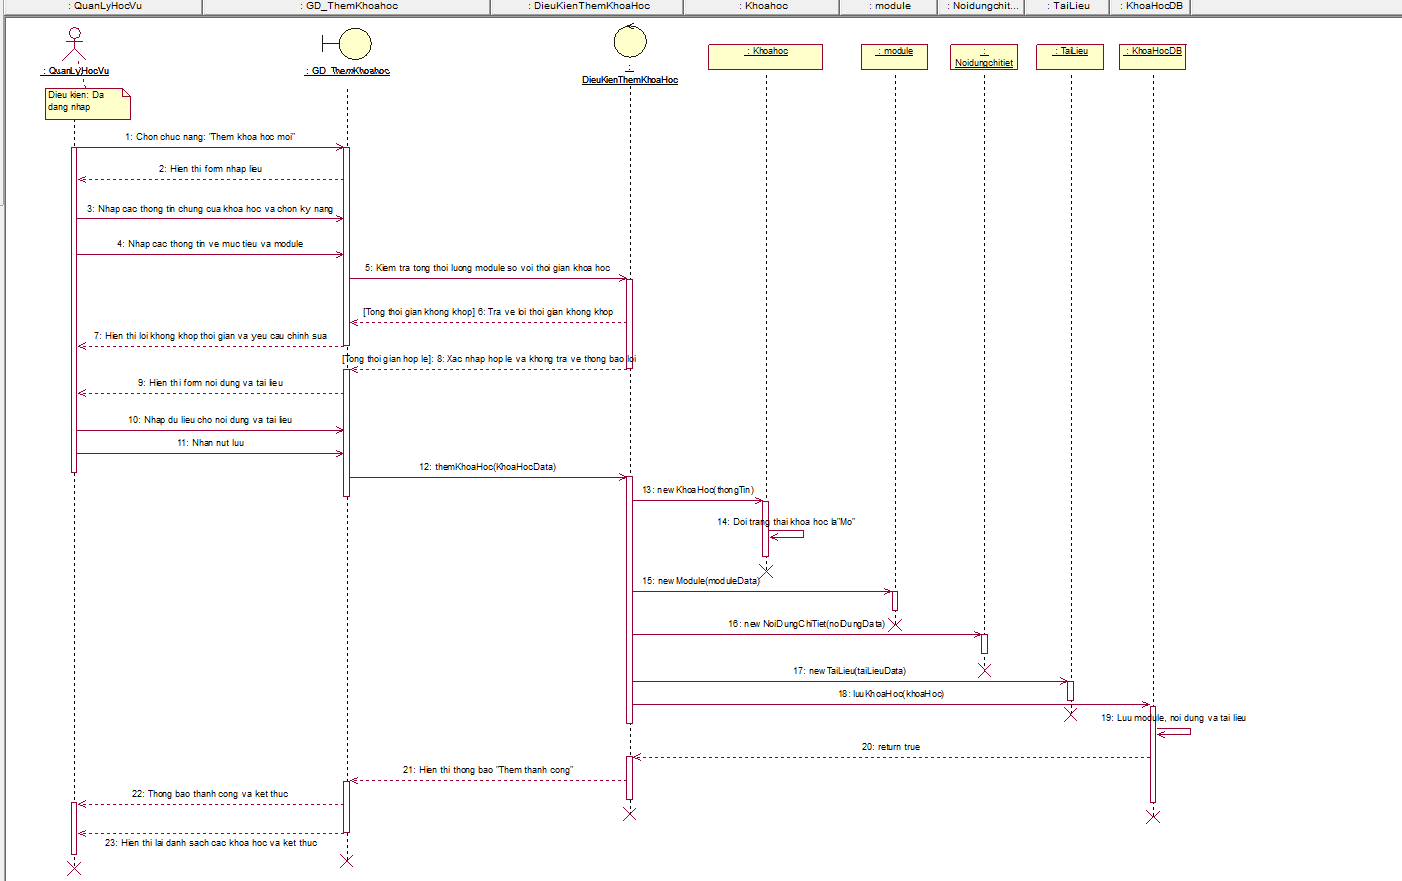 : QuanLyHocVu
: GD_ThemKhoahoc
: DieuKienThemKhoaHoc
: Khoahoc
: module
: Noidungchit...
: TaiLieu
: KhoaHocDB
: QuanLyHocVu
: GD_ThemKhoahoc
:
DieuKienThemKhoaHoc
: Khoahoc
: module
:
Noidungchitiet
: TaiLieu
: KhoaHocDB
Dieu kien: Da
dang nhap
1: Chon chuc nang: "Them khoa hoc moi"
2: Hien thi form nhap lieu
3: Nhap cac thong tin chung cua khoa hoc va chon ky nang
4: Nhap cac thong tin ve muc tieu va module
5: Kiem tra tong thoi luong module so voi thoi gian khoa hoc
[Tong thoi gian khong khop] 6: Tra ve loi thoi gian khong khop
7: Hien thi loi khong khop thoi gian va yeu cau chinh sua
[Tong thoi gian hop le]: 8: Xac nhap hop le va khong tra ve thong bao loi
9: Hien thi form noi dung va tai lieu
10: Nhap du lieu cho noi dung va tai lieu
11: Nhan nut luu
12: themKhoaHoc(KhoaHocData)
13: new KhoaHoc(thongTin)
14: Doi trang thai khoa hoc la"Mo"
15: new Module(moduleData)
16: new NoiDungChiTiet(noiDungData)
17: new TaiLieu(taiLieuData)
18: luuKhoaHoc(khoaHoc)
19: Luu module, noi dung va tai lieu
20: return true
21: Hien thi thong bao "Them thanh cong"
22: Thong bao thanh cong va ket thuc
23: Hien thi lai danh sach cac khoa hoc va ket thuc